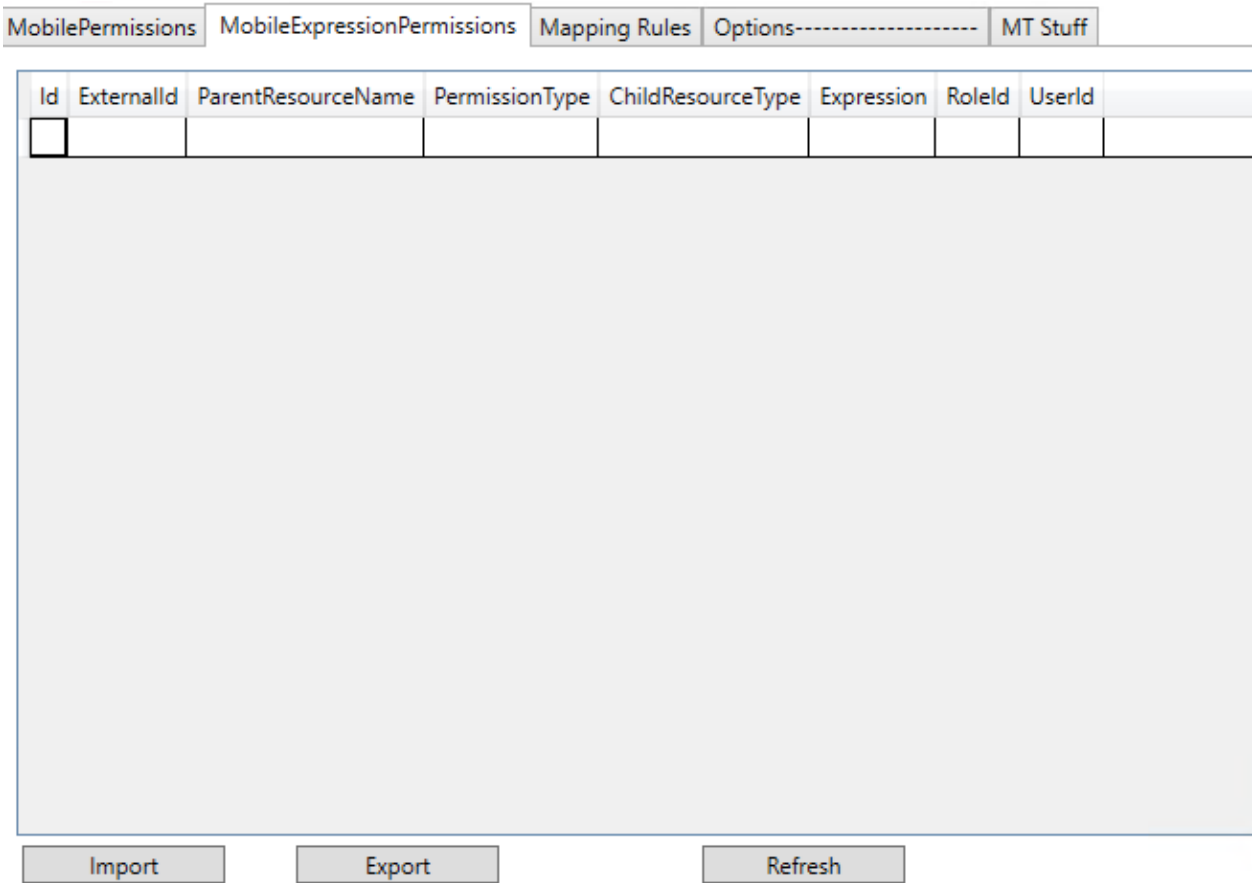 MobilePermissions MobileExpressionPermissions Mapping Rules Options-------------------- MT Stuff
Id ExternalId ParentResourceName PermissionType ChildResourceType Expression RoleId UserId
Import Export Refresh